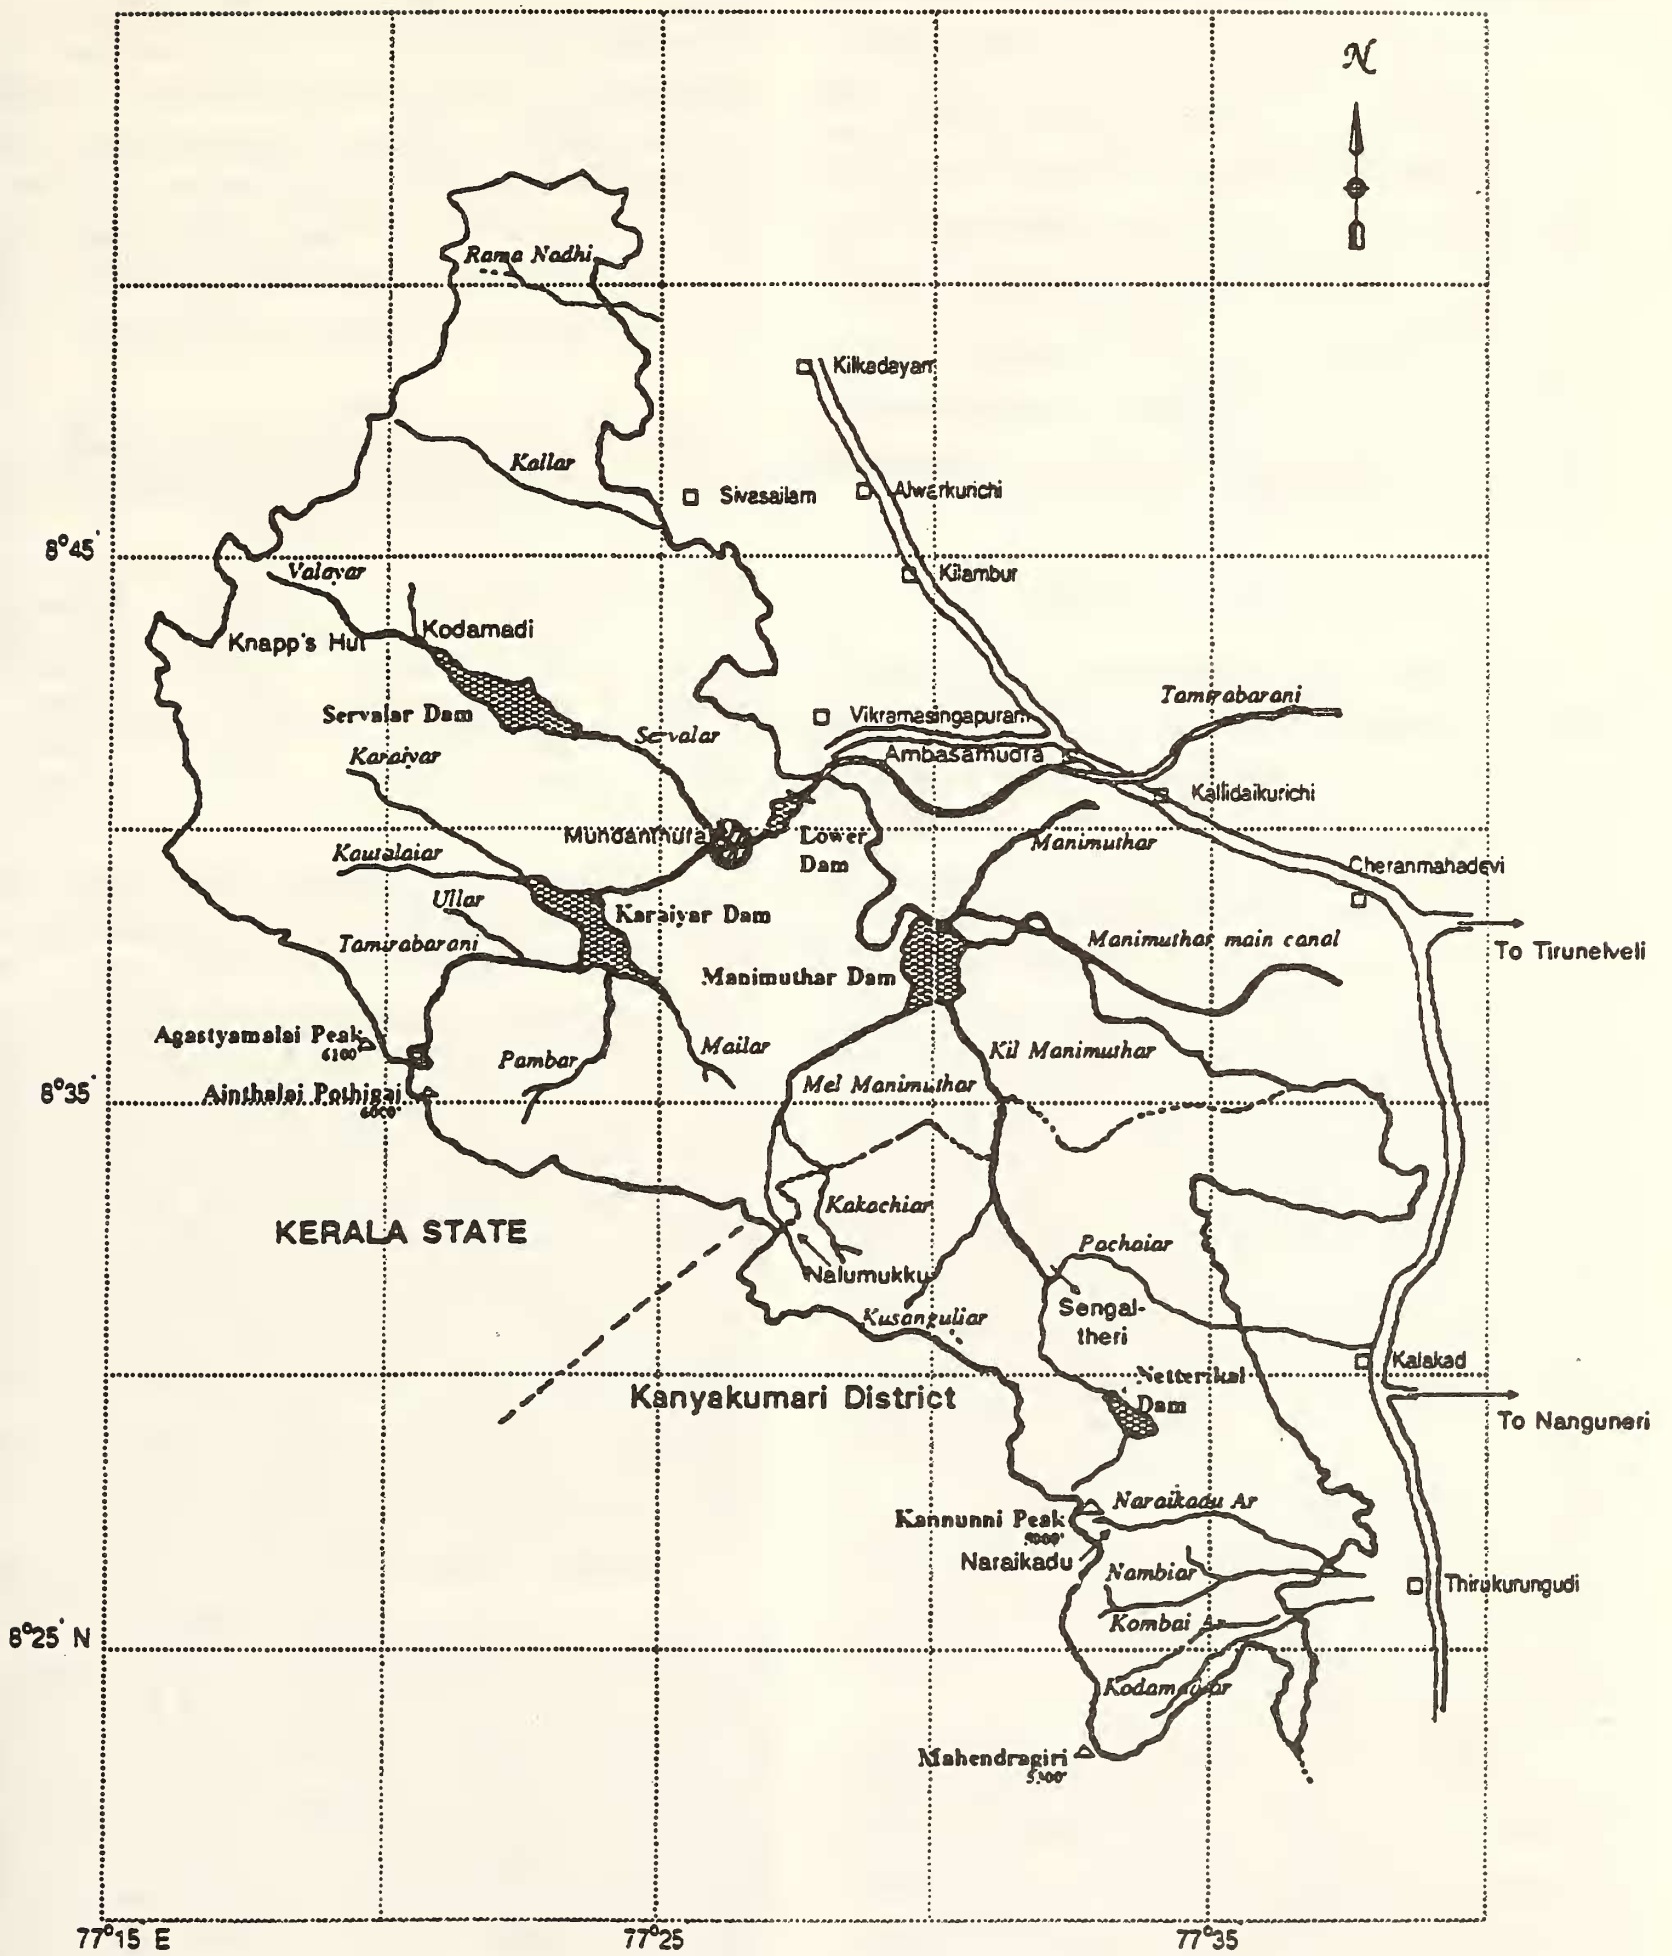 N
Rama Nadhi
Kilkadayam
Kallar
Sivasailam
Alwarkurichi
8°45'
Kilambur
Valayar
Knapp's Hut
Kodamadi
Tamirabarani
Servalar Dam
Servalar
Vikramasingapuram
Karaiyar
Ambasamudra
Kallidaikurichi
Mundanthurai
Lower
Dam
Manimuthar
Kautalaiar
Cheranmahadevi
Ullar
Karaiyar Dam
Tamirabarani
Manimuthar main canal
To Tirunelveli
Manimuthar Dam
Agastyamalai Peak
6100'
Pambar
Mailar
Kil Manimuthar
8°35'
Ainthalai Pothigai
6000'
Mel Manimuthar
Kakachiar
KERALA STATE
Pachaiar
Nalumukku
Sengal-
theri
Kusanguliar
Kalakad
Netterikal
Dam
Kanyakumari District
To Nanguneri
Naraikadu Ar
Kannunni Peak
Naraikadu
Nambiar
Thirukurungudi
Kombai Ar
8°25' N
Mahendragiri
77°15 E
77°25
77°35